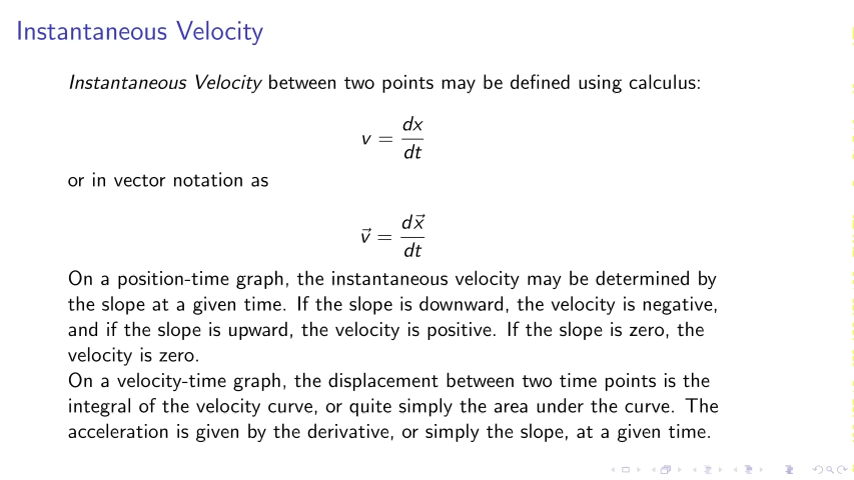 Instantaneous Velocity
Instantaneous Velocity between two points may be defined using calculus:
v = dx/dt
or in vector notation as
v⃗ = dx⃗/dt
On a position-time graph, the instantaneous velocity may be determined by
the slope at a given time. If the slope is downward, the velocity is negative,
and if the slope is upward, the velocity is positive. If the slope is zero, the
velocity is zero.
On a velocity-time graph, the displacement between two time points is the
integral of the velocity curve, or quite simply the area under the curve. The
acceleration is given by the derivative, or simply the slope, at a given time.